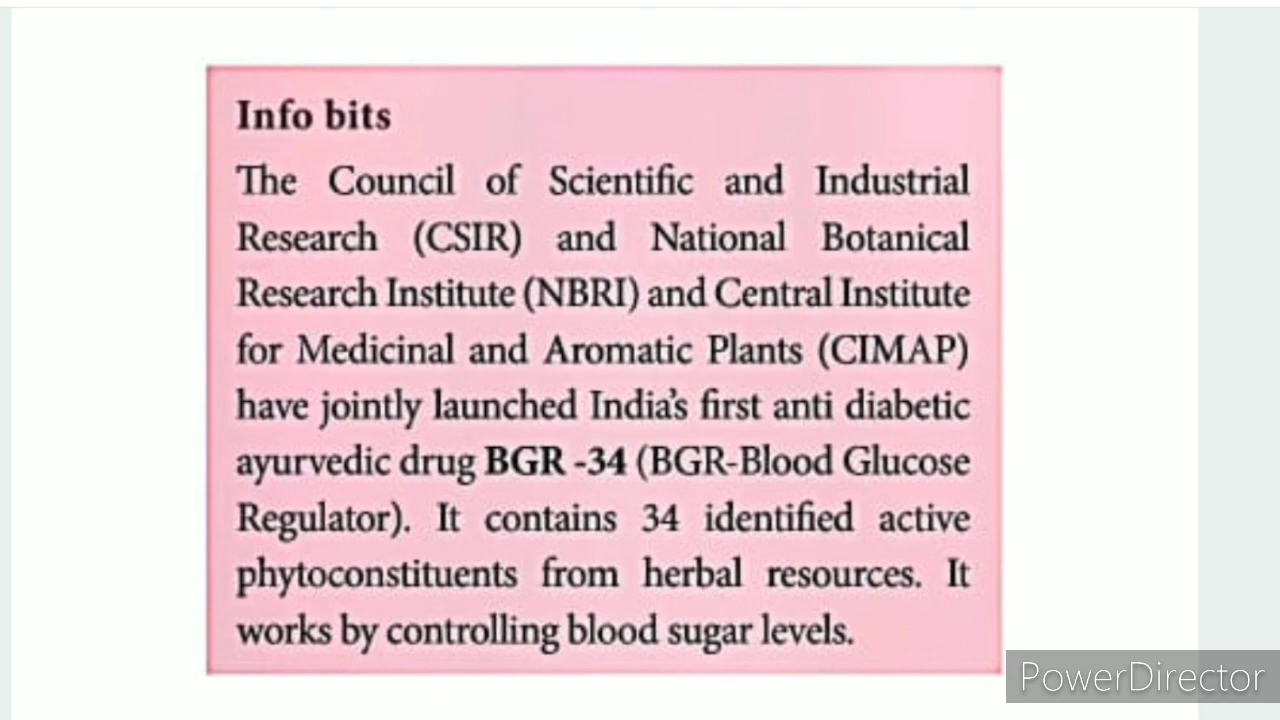 Info bits
The Council of Scientific and Industrial
Research (CSIR) and National Botanical
Research Institute (NBRI) and Central Institute
for Medicinal and Aromatic Plants (CIMAP)
have jointly launched India's first anti diabetic
ayurvedic drug BGR -34 (BGR-Blood Glucose
Regulator). It contains 34 identified active
phytoconstituents from herbal resources. It
works by controlling blood sugar levels.
PowerDirector